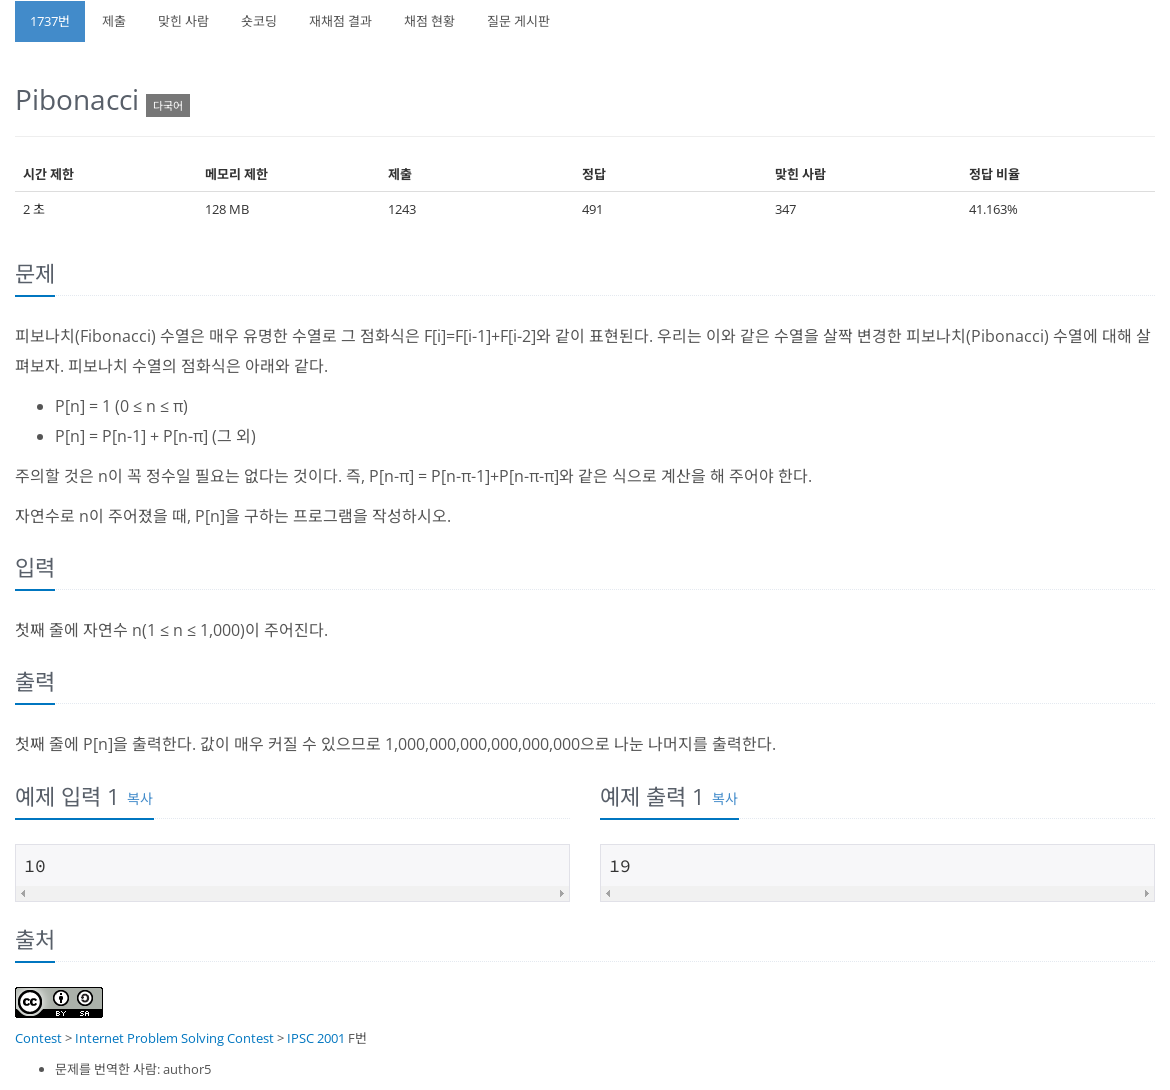 1737번 제출 맞힌 사람 숏코딩 재채점 결과 채점 현황 질문 게시판
Pibonacci 다국어
시간 제한 메모리 제한 제출 정답 맞힌 사람 정답 비율
2 초 128 MB 1243 491 347 41.163%
문제
피보나치(Fibonacci) 수열은 매우 유명한 수열로 그 점화식은 F[i]=F[i-1]+F[i-2]와 같이 표현된다. 우리는 이와 같은 수열을 살짝 변경한 피보나치(Pibonacci) 수열에 대해 살
펴보자. 피보나치 수열의 점화식은 아래와 같다.
• P[n] = 1 (0 ≤ n ≤ π)
• P[n] = P[n-1] + P[n-π] (그 외)
주의할 것은 n이 꼭 정수일 필요는 없다는 것이다. 즉, P[n-π] = P[n-π-1]+P[n-π-π]와 같은 식으로 계산을 해 주어야 한다.
자연수로 n이 주어졌을 때, P[n]을 구하는 프로그램을 작성하시오.
입력
첫째 줄에 자연수 n(1 ≤ n ≤ 1,000)이 주어진다.
출력
첫째 줄에 P[n]을 출력한다. 값이 매우 커질 수 있으므로 1,000,000,000,000,000,000으로 나눈 나머지를 출력한다.
예제 입력 1 복사
10
예제 출력 1 복사
19
출처
cc BY SA
Contest > Internet Problem Solving Contest > IPSC 2001 F번
• 문제를 번역한 사람: author5